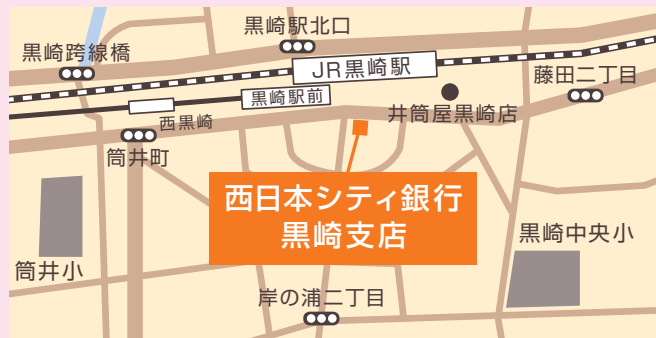 黒崎駅北口
黒崎跨線橋
JR黒崎駅
藤田二丁目
黒崎駅前
井筒屋黒崎店
西黒崎
筒井町
西日本シティ銀行
黒崎支店
黒崎中央小
筒井小
岸の浦二丁目